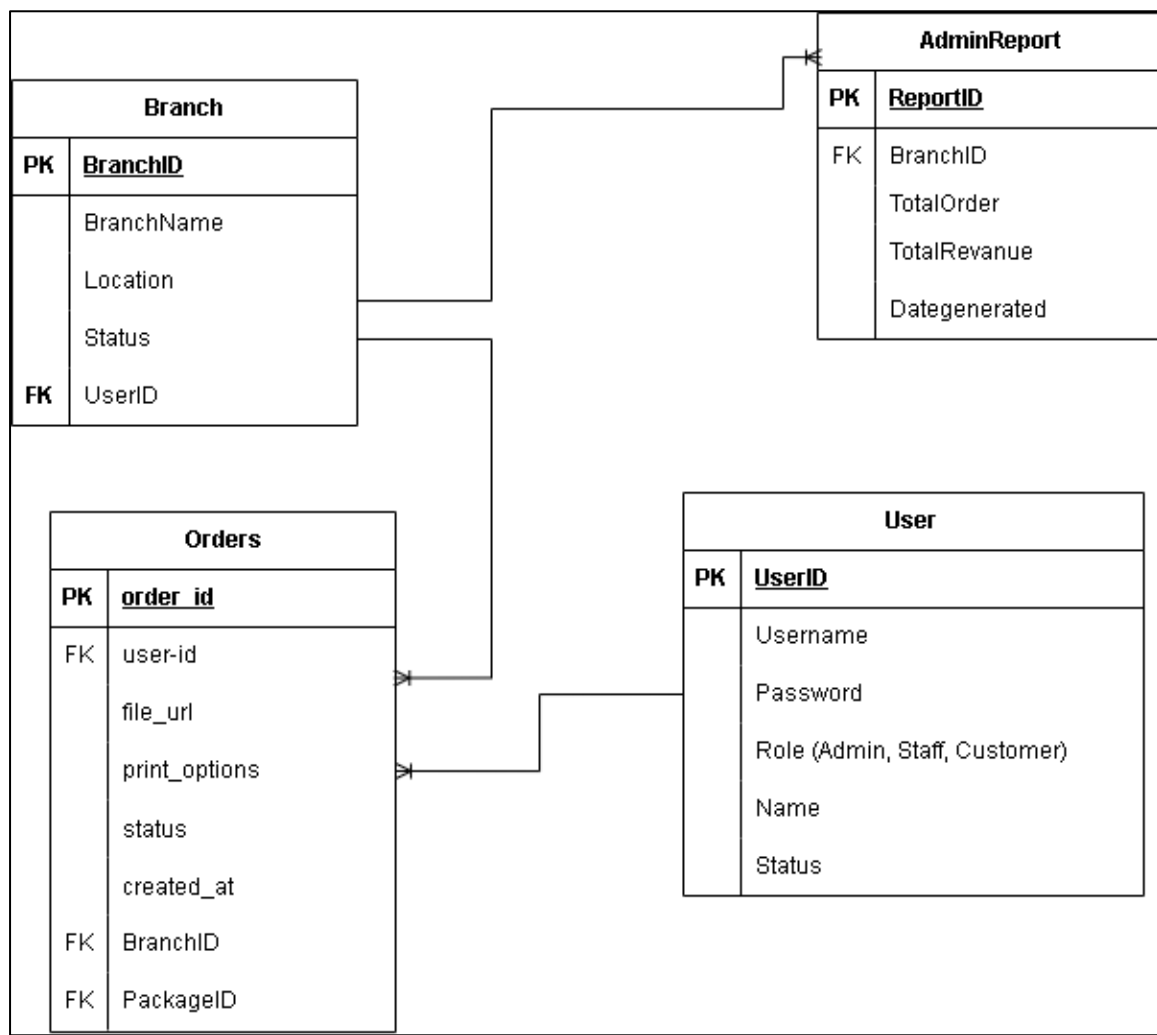 AdminReport
PK ReportID
FK BranchID
TotalOrder
TotalRevanue
Dategenerated
Branch
PK BranchID
BranchName
Location
Status
FK UserID
Orders
PK order_id
FK user-id
file_url
print_options
status
created_at
FK BranchID
FK PackageID
User
PK UserID
Username
Password
Role (Admin, Staff, Customer)
Name
Status